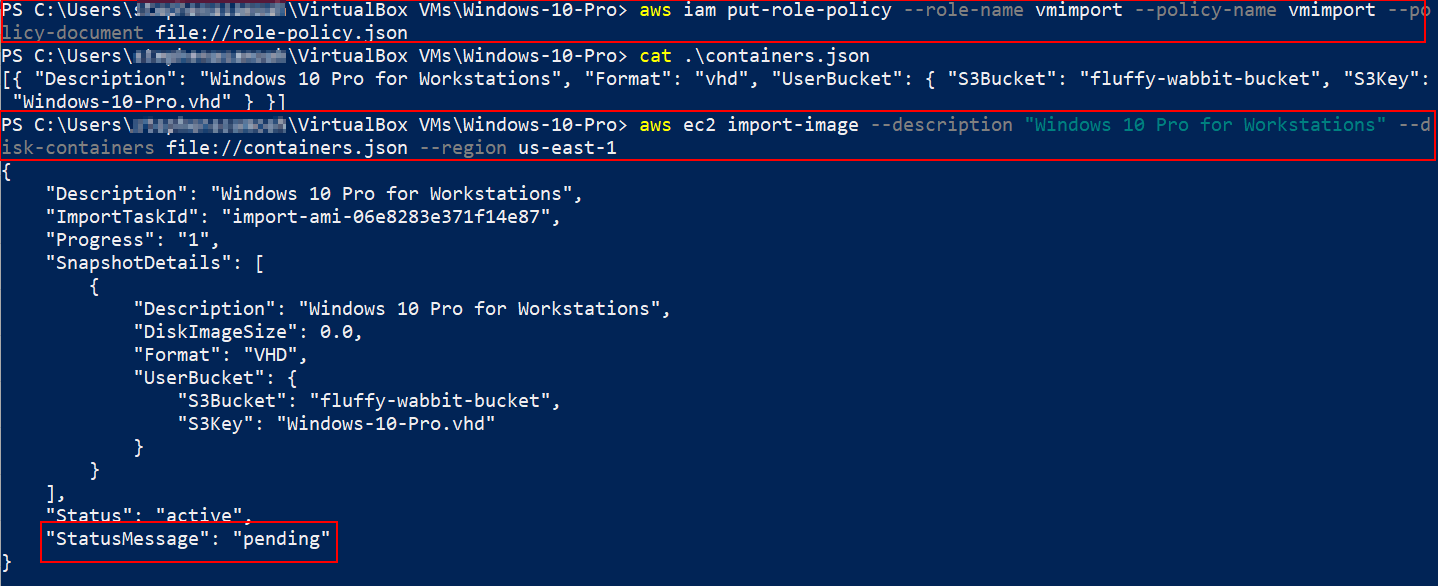 PS C:\Users\ \VirtualBox VMs\Windows-10-Pro> aws iam put-role-policy --role-name vmimport --policy-name vmimport --po
licy-document file://role-policy.json
PS C:\Users\ \VirtualBox VMs\Windows-10-Pro> cat .\containers.json
[{ "Description": "Windows 10 Pro for Workstations", "Format": "vhd", "UserBucket": { "S3Bucket": "fluffy-wabbit-bucket", "S3Key":
"Windows-10-Pro.vhd" } }]
PS C:\Users\ \VirtualBox VMs\Windows-10-Pro> aws ec2 import-image --description "Windows 10 Pro for Workstations" --d
isk-containers file://containers.json --region us-east-1
{
    "Description": "Windows 10 Pro for Workstations",
    "ImportTaskId": "import-ami-06e8283e371f14e87",
    "Progress": "1",
    "SnapshotDetails": [
        {
            "Description": "Windows 10 Pro for Workstations",
            "DiskImageSize": 0.0,
            "Format": "VHD",
            "UserBucket": {
                "S3Bucket": "fluffy-wabbit-bucket",
                "S3Key": "Windows-10-Pro.vhd"
            }
        }
    ],
    "Status": "active",
    "StatusMessage": "pending"
}